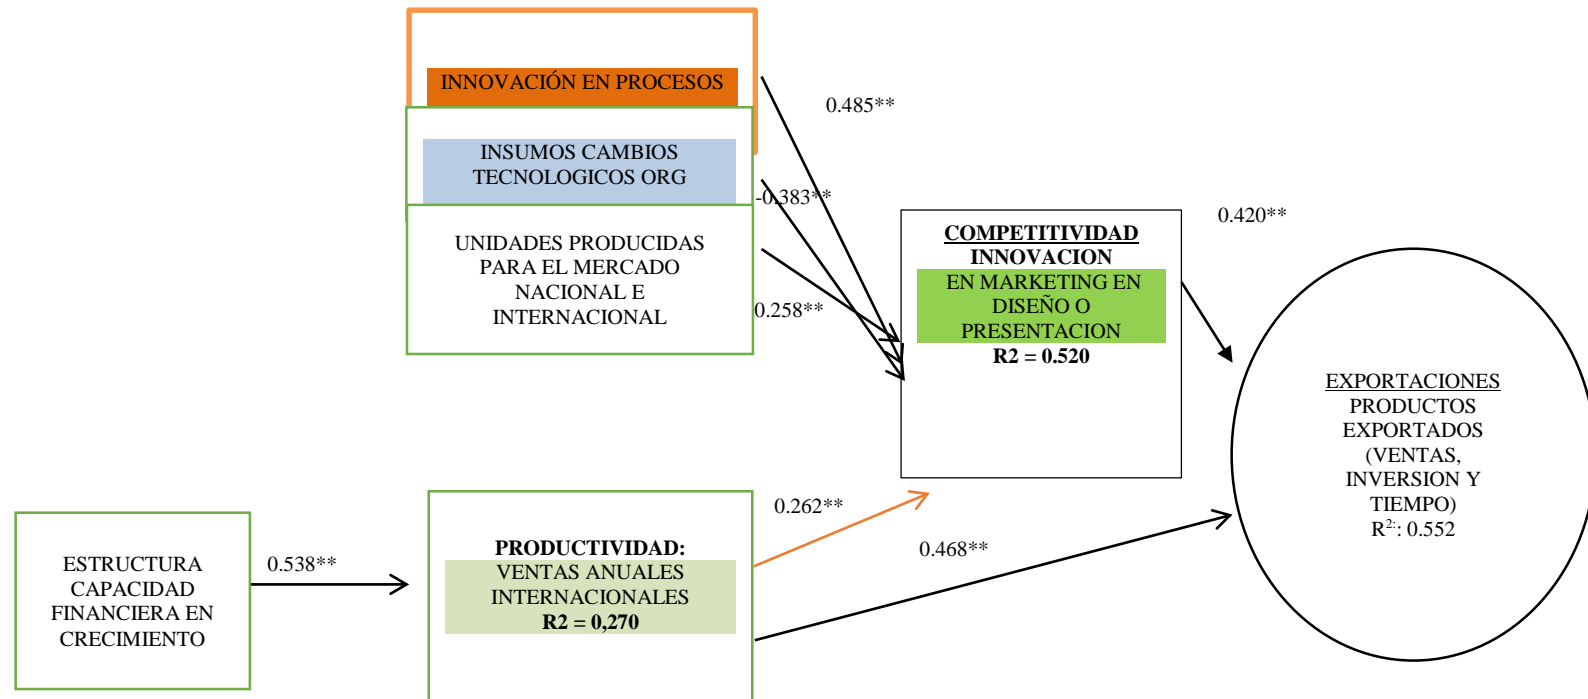 INNOVACIÓN EN PROCESOS
0.485**
INSUMOS CAMBIOS
TECNOLOGICOS ORG
-0.383**
UNIDADES PRODUCIDAS
PARA EL MERCADO
NACIONAL E
INTERNACIONAL
0.258**
COMPETITIVIDAD
INNOVACION
EN MARKETING EN
DISEÑO O
PRESENTACION
R2 = 0.520
0.420**
EXPORTACIONES
PRODUCTOS
EXPORTADOS
(VENTAS,
INVERSION Y
TIEMPO)
R²:: 0.552
ESTRUCTURA
CAPACIDAD
FINANCIERA EN
CRECIMIENTO
0.538**
PRODUCTIVIDAD:
VENTAS ANUALES
INTERNACIONALES
R2 = 0,270
0.262**
0.468**